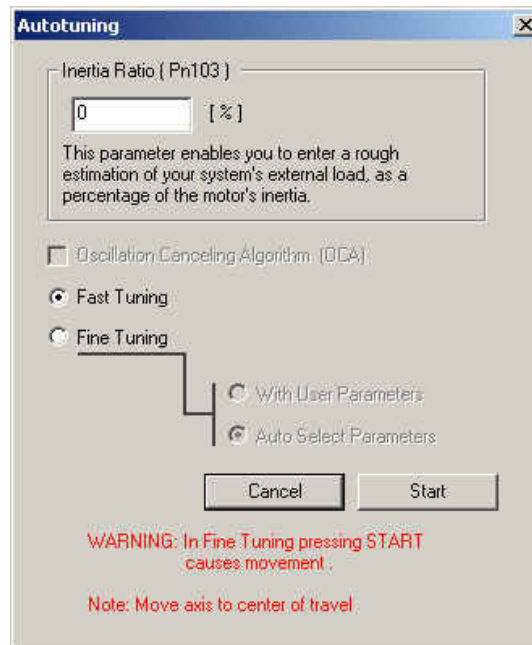 Autotuning
Inertia Ratio ( Pn103 )
0 [ % ]
This parameter enables you to enter a rough
estimation of your system's external load, as a
percentage of the motor's inertia.
Oscillation Canceling Algorithm (OCA)
Fast Tuning
Fine Tuning
With User Parameters
Auto Select Parameters
Cancel Start
WARNING: In Fine Tuning pressing START
causes movement .
Note: Move axis to center of travel